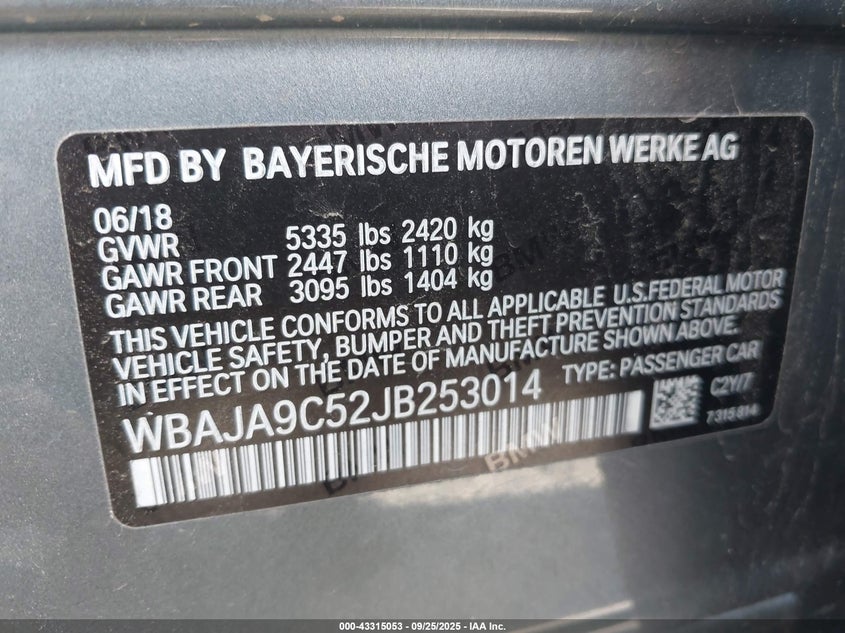 MFD BY BAYERISCHE MOTOREN WERKE AG
06/18
GVWR 5335 lbs 2420 kg
GAWR FRONT 2447 lbs 1110 kg
GAWR REAR 3095 lbs 1404 kg
THIS VEHICLE CONFORMS TO ALL APPLICABLE U.S.FEDERAL MOTOR
VEHICLE SAFETY, BUMPER AND THEFT PREVENTION STANDARDS
IN EFFECT ON THE DATE OF MANUFACTURE SHOWN ABOVE.
WBAJA9C52JB253014 TYPE: PASSENGER CAR
C2Y/7
7315814
BMW
000-43315053 - 09/25/2025 - IAA Inc.